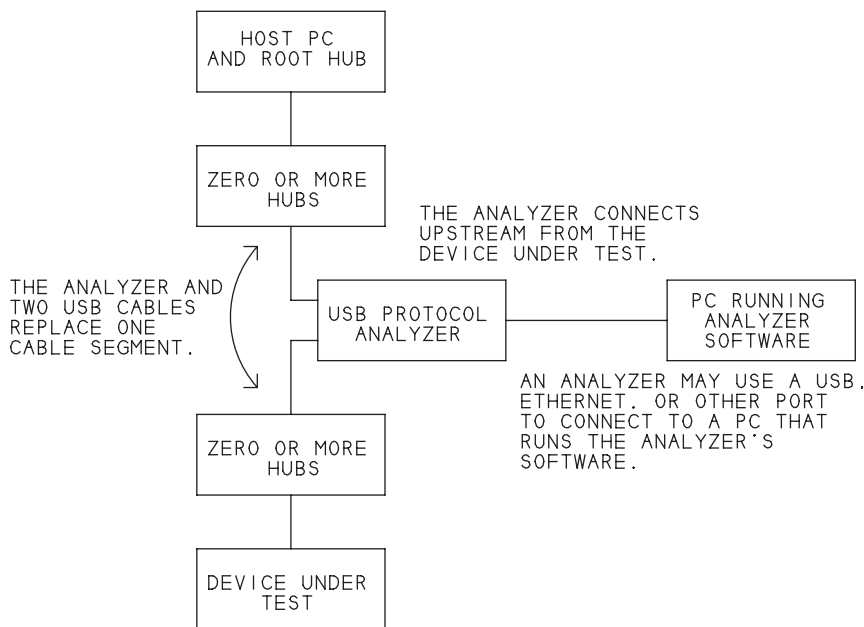 HOST PC
AND ROOT HUB
ZERO OR MORE
HUBS
THE ANALYZER CONNECTS
UPSTREAM FROM THE
DEVICE UNDER TEST.
THE ANALYZER AND
TWO USB CABLES
REPLACE ONE
CABLE SEGMENT.
USB PROTOCOL
ANALYZER
PC RUNNING
ANALYZER
SOFTWARE
AN ANALYZER MAY USE A USB,
ETHERNET, OR OTHER PORT
TO CONNECT TO A PC THAT
RUNS THE ANALYZER'S
SOFTWARE.
ZERO OR MORE
HUBS
DEVICE UNDER
TEST